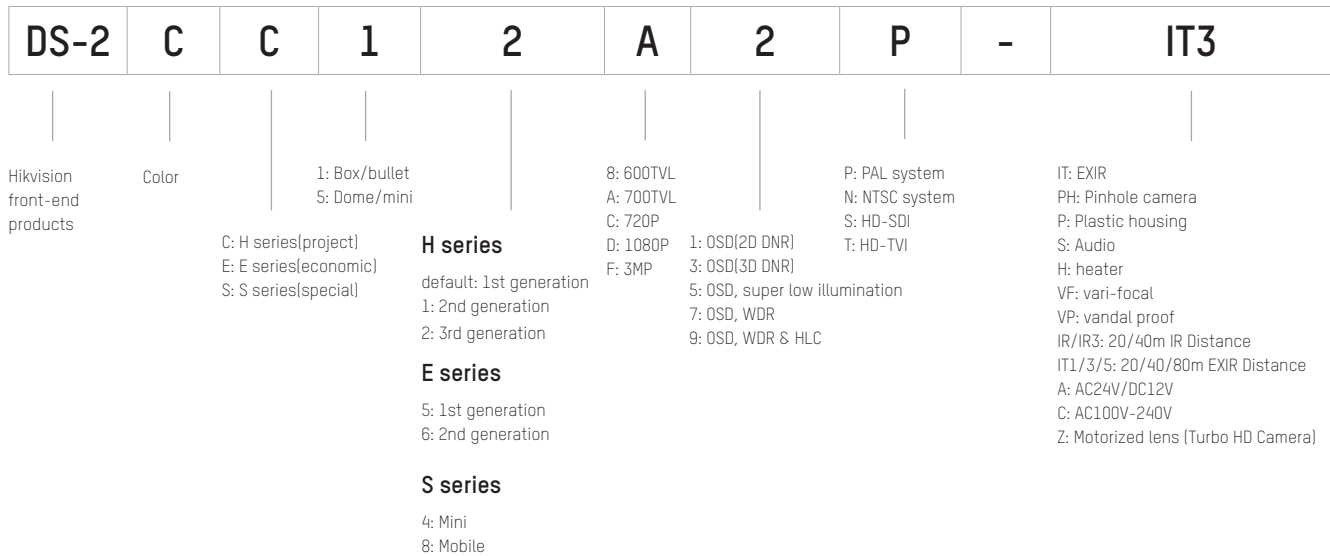 DS-2 C C 1 2 A 2 P - IT3
Hikvision
front-end
products
Color
C: H series(project)
E: E series(economic)
S: S series(special)
1: Box/bullet
5: Dome/mini
H series
default: 1st generation
1: 2nd generation
2: 3rd generation
E series
5: 1st generation
6: 2nd generation
S series
4: Mini
8: Mobile
8: 600TVL
A: 700TVL
C: 720P
D: 1080P
F: 3MP
1: OSD(2D DNR)
3: OSD(3D DNR)
5: OSD, super low illumination
7: OSD, WDR
9: OSD, WDR & HLC
P: PAL system
N: NTSC system
S: HD-SDI
T: HD-TVI
IT: EXIR
PH: Pinhole camera
P: Plastic housing
S: Audio
H: heater
VF: vari-focal
VP: vandal proof
IR/IR3: 20/40m IR Distance
IT1/3/5: 20/40/80m EXIR Distance
A: AC24V/DC12V
C: AC100V-240V
Z: Motorized lens (Turbo HD Camera)